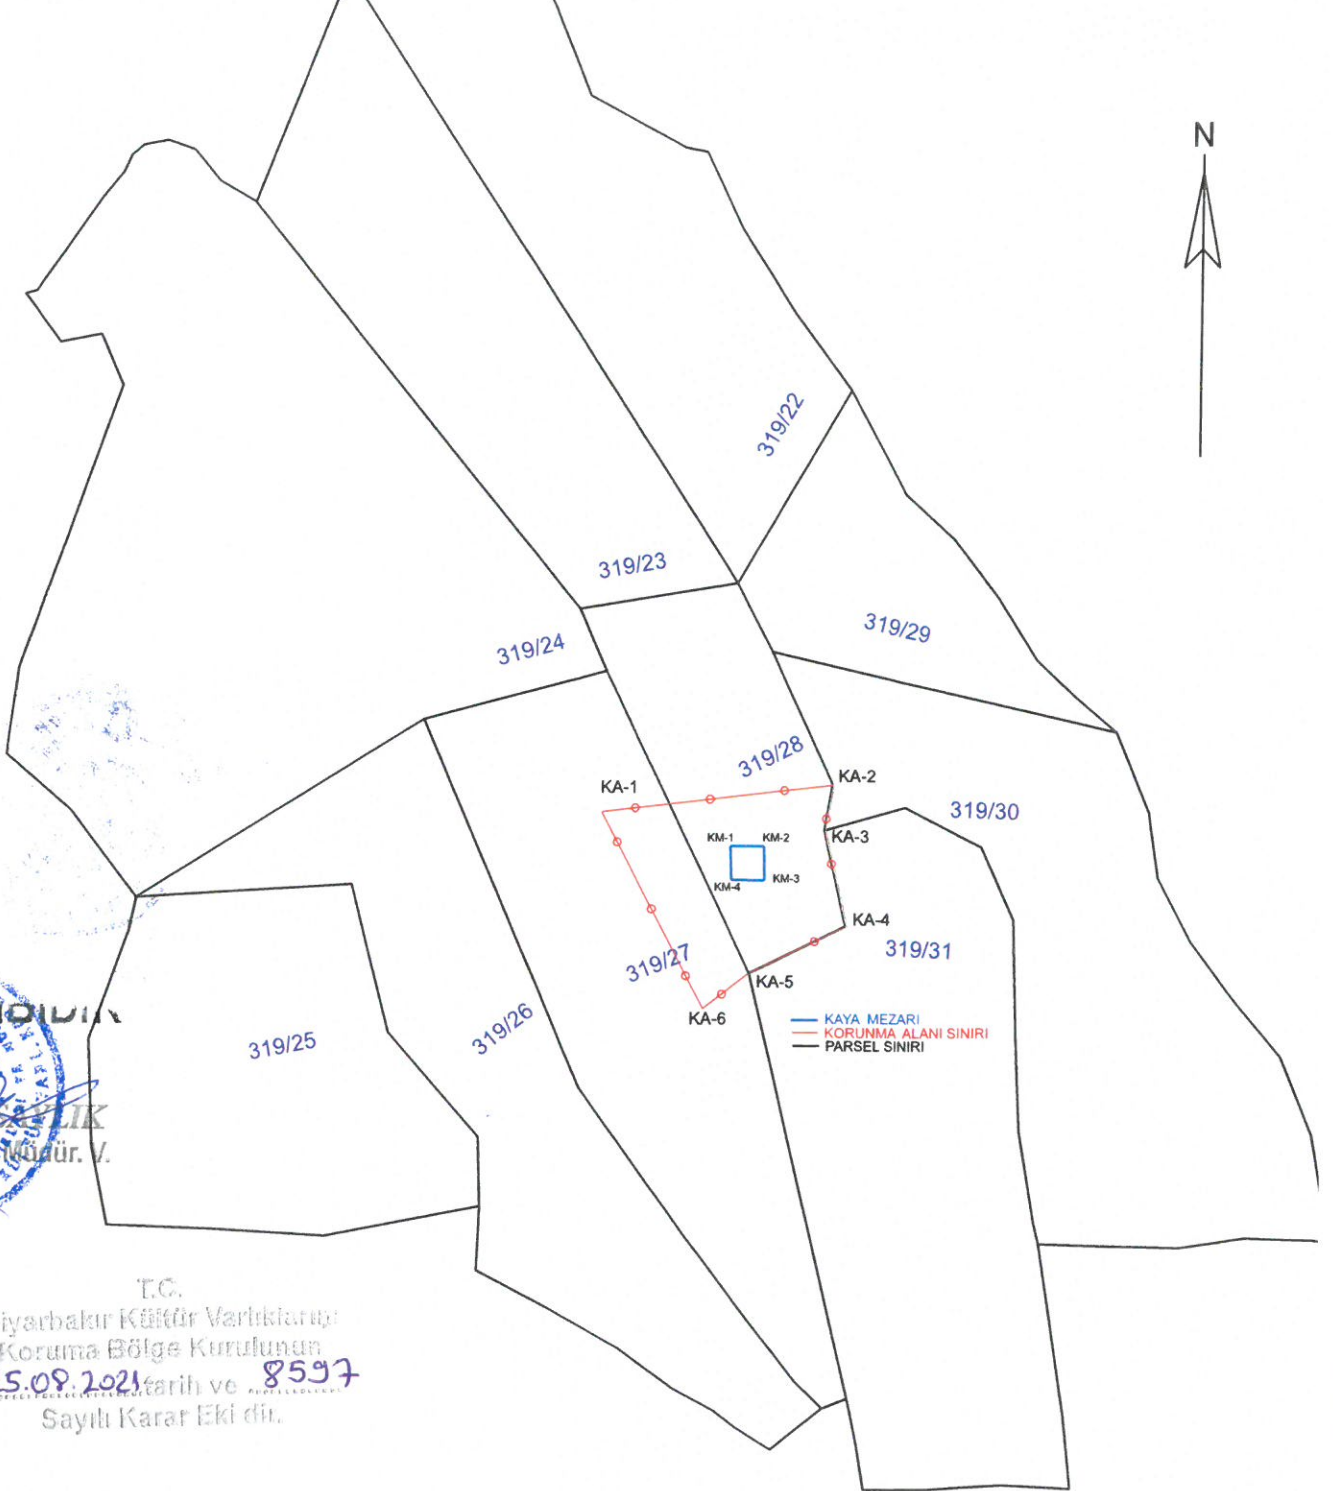 N
319/22
319/23
319/29
319/24
319/28
KA-1
KA-2
319/30
KA-3
KM-1
KM-2
KM-3
KM-4
KA-4
319/31
319/27
KA-5
KA-6
KAYA MEZARI
KORUNMA ALANI SINIRI
PARSEL SINIRI
319/26
319/25
Müdür. V.
T.C.
iyarbakır Kültür Varlıklarını
Koruma Bölge Kurulunun
5.08.2021 tarih ve 8597
Sayılı Karar Eki dir.